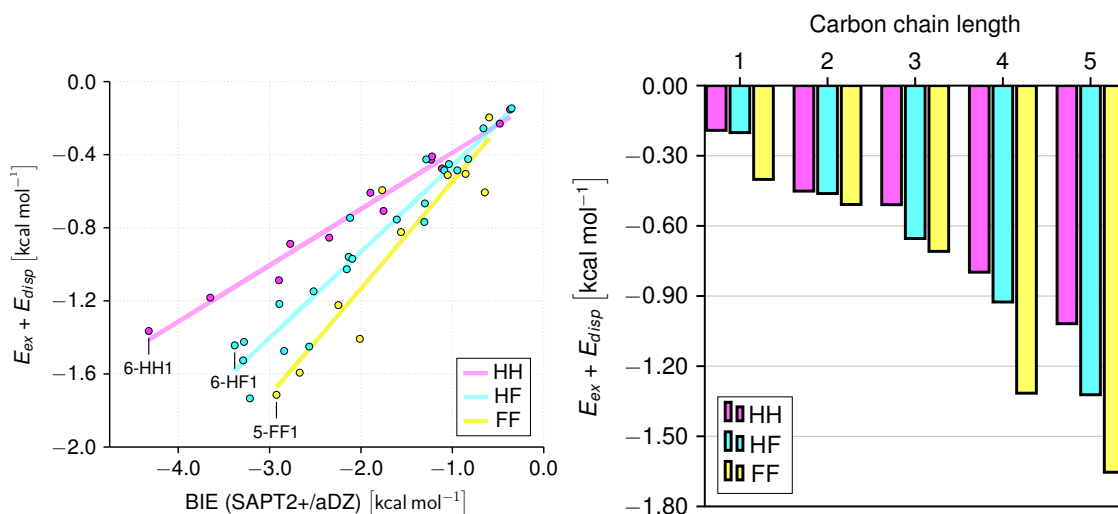 0.0
−0.4
−0.8
−1.2
−1.6
−2.0
E_ex + E_disp [kcal mol⁻¹]
6-HH1
6-HF1
5-FF1
HH
HF
FF
−4.0 −3.0 −2.0 −1.0 0.0
BIE (SAPT2+/aDZ) [kcal mol⁻¹]
Carbon chain length
1 2 3 4 5
0.00
−0.30
−0.60
−0.90
−1.20
−1.50
−1.80
E_ex + E_disp [kcal mol⁻¹]
HH
HF
FF